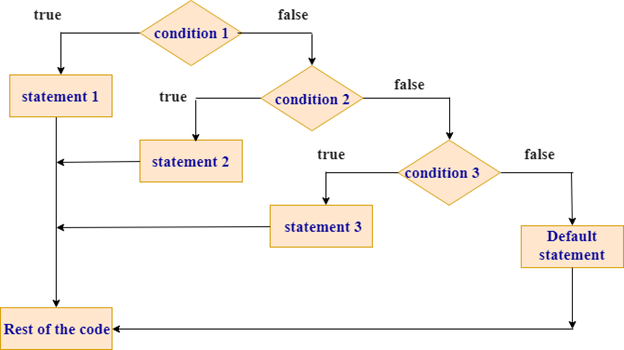 true
condition 1
false
statement 1
true
condition 2
false
statement 2
true
condition 3
false
statement 3
Default
statement
Rest of the code